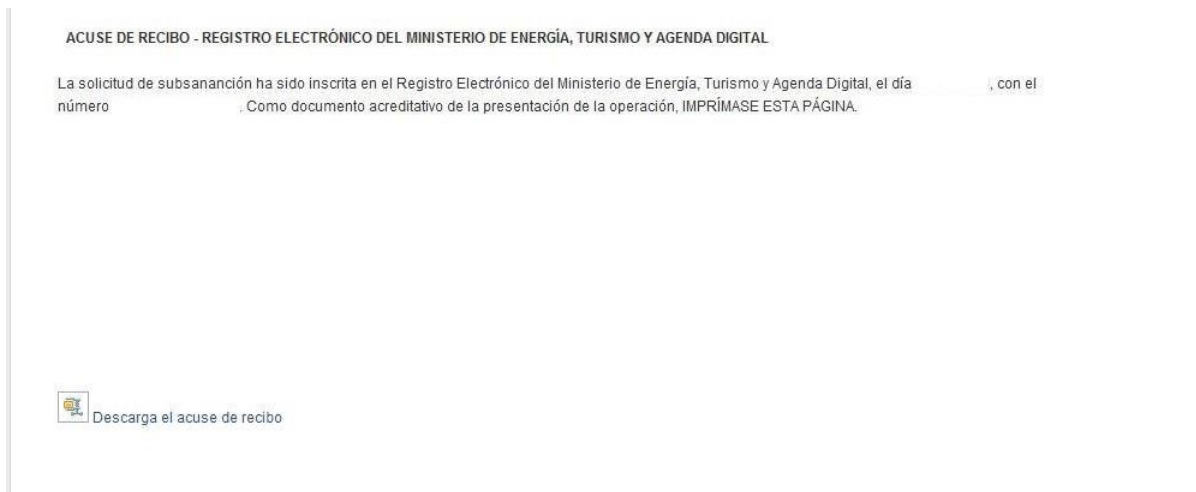 ACUSE DE RECIBO - REGISTRO ELECTRÓNICO DEL MINISTERIO DE ENERGÍA, TURISMO Y AGENDA DIGITAL
La solicitud de subsananción ha sido inscrita en el Registro Electrónico del Ministerio de Energía, Turismo y Agenda Digital, el día , con el
número . Como documento acreditativo de la presentación de la operación, IMPRÍMASE ESTA PÁGINA.
Descarga el acuse de recibo